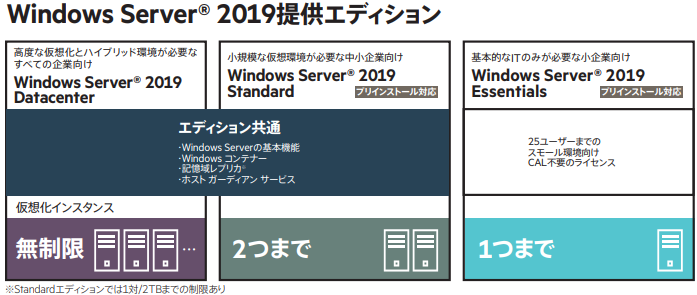 Windows Server® 2019提供エディション
高度な仮想化とハイブリッド環境が必要な
すべての企業向け
Windows Server® 2019
Datacenter
小規模な仮想環境が必要な中小企業向け
Windows Server® 2019
Standard
プリインストール対応
基本的なITのみが必要な小企業向け
Windows Server® 2019
Essentials
プリインストール対応
エディション共通
・Windows Serverの基本機能
・Windows コンテナー
・記憶域レプリカ※
・ホスト ガーディアン サービス
25ユーザーまでの
スモール環境向け
CAL不要のライセンス
仮想化インスタンス
無制限
…
2つまで
1つまで
※Standardエディションでは1対/2TBまでの制限あり